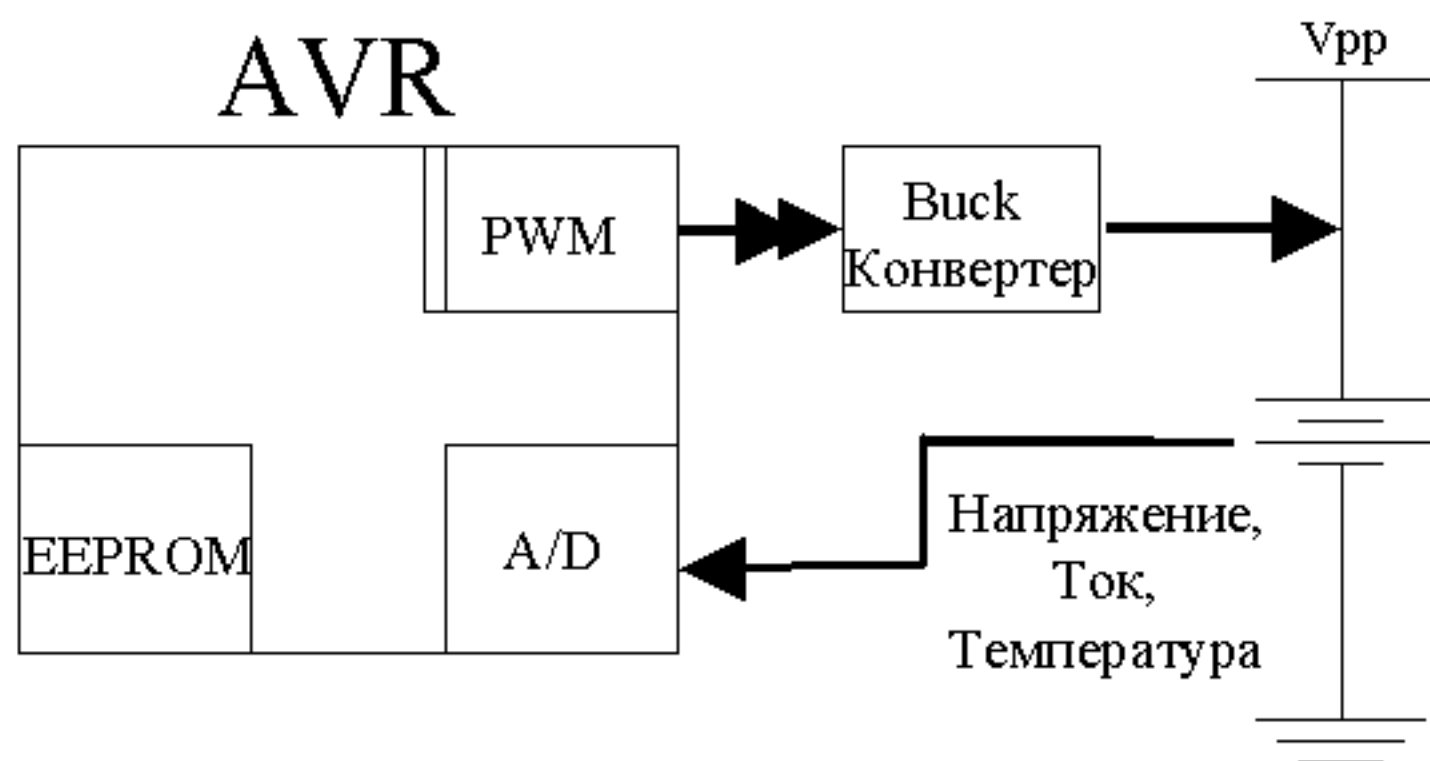 AVR
Vpp
PWM
Buck
Конвертер
EEPROM
A/D
Напряжение,
Ток,
Температура